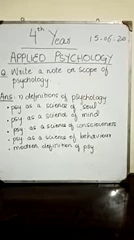 4th Year
15-06-20
APPLIED PSYCHOLOGY
Q. Write a note on scope of
psychology.
Ans: 1) definitions of psychology
• psy as a science of soul
• psy as a science of mind
• psy as a science of consciousness
• psy as a science of behaviour
• modern definition of psy